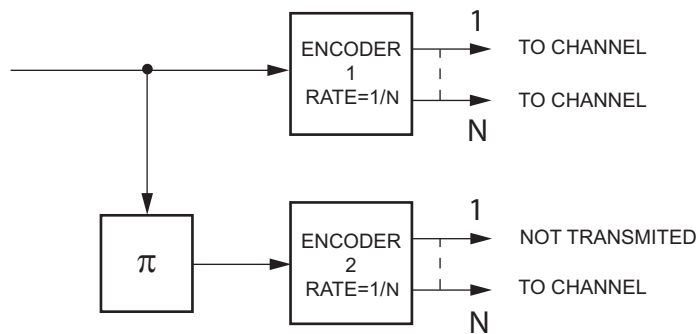 1
ENCODER
1
RATE=1/N
TO CHANNEL
TO CHANNEL
N
π
ENCODER
2
RATE=1/N
1
NOT TRANSMITED
TO CHANNEL
N